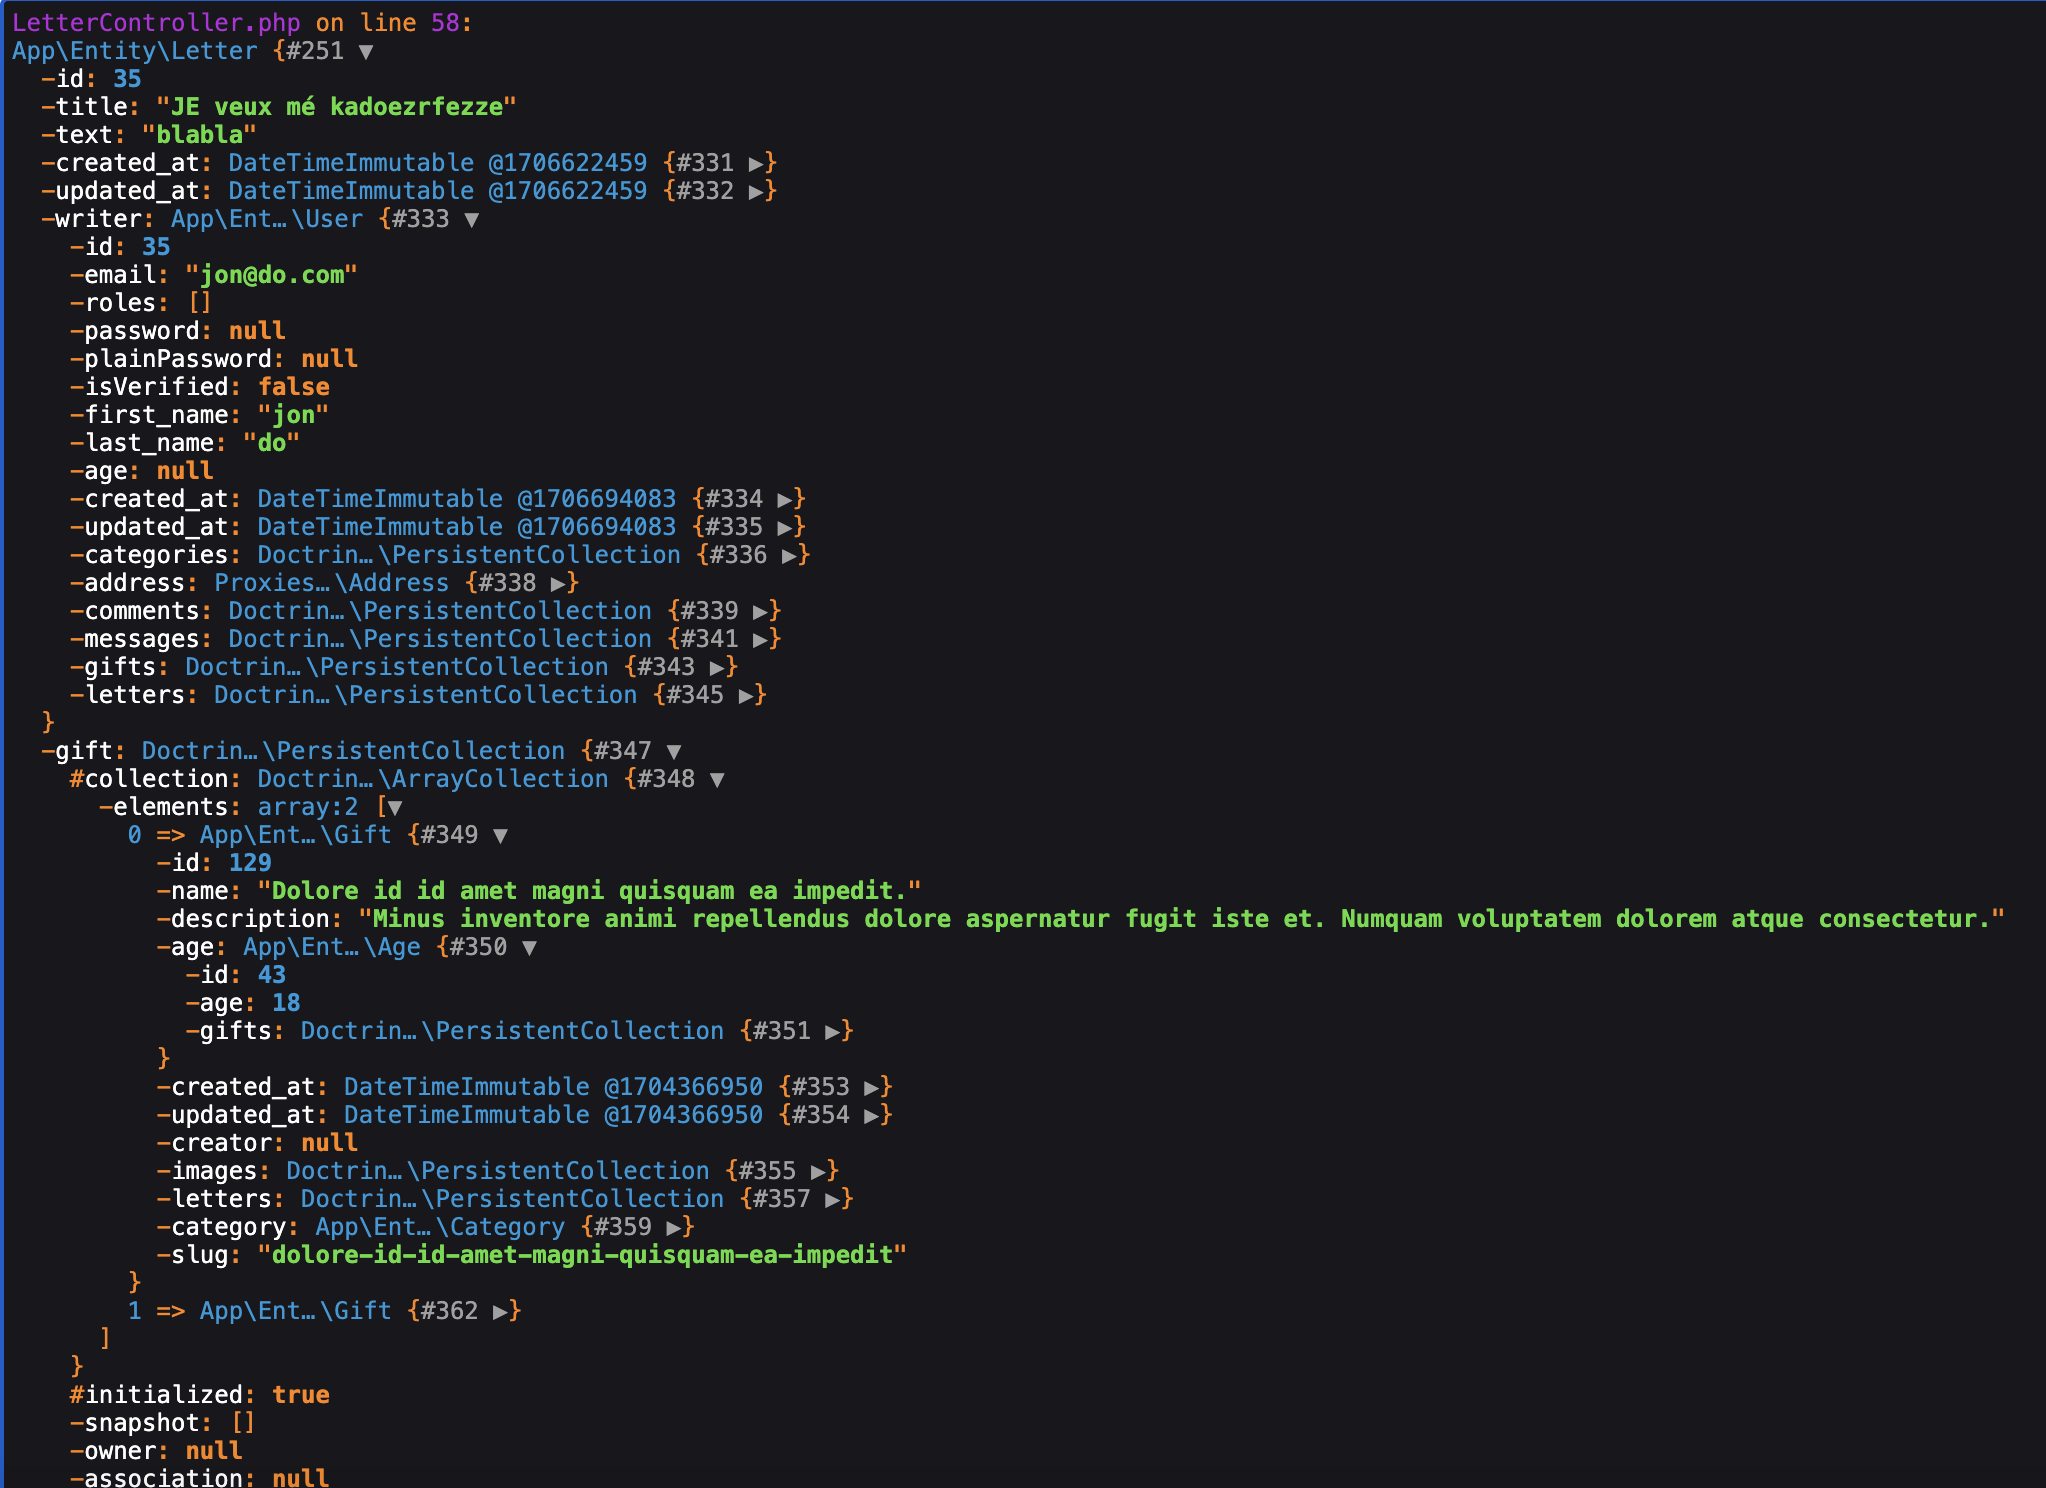 LetterController.php on line 58:
App\Entity\Letter {#251 ▼
  -id: 35
  -title: "JE veux mé kadoezrfezze"
  -text: "blabla"
  -created_at: DateTimeImmutable @1706622459 {#331 ▶}
  -updated_at: DateTimeImmutable @1706622459 {#332 ▶}
  -writer: App\Ent…\User {#333 ▼
    -id: 35
    -email: "jon@do.com"
    -roles: []
    -password: null
    -plainPassword: null
    -isVerified: false
    -first_name: "jon"
    -last_name: "do"
    -age: null
    -created_at: DateTimeImmutable @1706694083 {#334 ▶}
    -updated_at: DateTimeImmutable @1706694083 {#335 ▶}
    -categories: Doctrin…\PersistentCollection {#336 ▶}
    -address: Proxies…\Address {#338 ▶}
    -comments: Doctrin…\PersistentCollection {#339 ▶}
    -messages: Doctrin…\PersistentCollection {#341 ▶}
    -gifts: Doctrin…\PersistentCollection {#343 ▶}
    -letters: Doctrin…\PersistentCollection {#345 ▶}
  }
  -gift: Doctrin…\PersistentCollection {#347 ▼
    #collection: Doctrin…\ArrayCollection {#348 ▼
      -elements: array:2 [▼
        0 => App\Ent…\Gift {#349 ▼
          -id: 129
          -name: "Dolore id id amet magni quisquam ea impedit."
          -description: "Minus inventore animi repellendus dolore aspernatur fugit iste et. Numquam voluptatem dolorem atque consectetur."
          -age: App\Ent…\Age {#350 ▼
            -id: 43
            -age: 18
            -gifts: Doctrin…\PersistentCollection {#351 ▶}
          }
          -created_at: DateTimeImmutable @1704366950 {#353 ▶}
          -updated_at: DateTimeImmutable @1704366950 {#354 ▶}
          -creator: null
          -images: Doctrin…\PersistentCollection {#355 ▶}
          -letters: Doctrin…\PersistentCollection {#357 ▶}
          -category: App\Ent…\Category {#359 ▶}
          -slug: "dolore-id-id-amet-magni-quisquam-ea-impedit"
        }
        1 => App\Ent…\Gift {#362 ▶}
      ]
    }
    #initialized: true
    -snapshot: []
    -owner: null
    -association: null